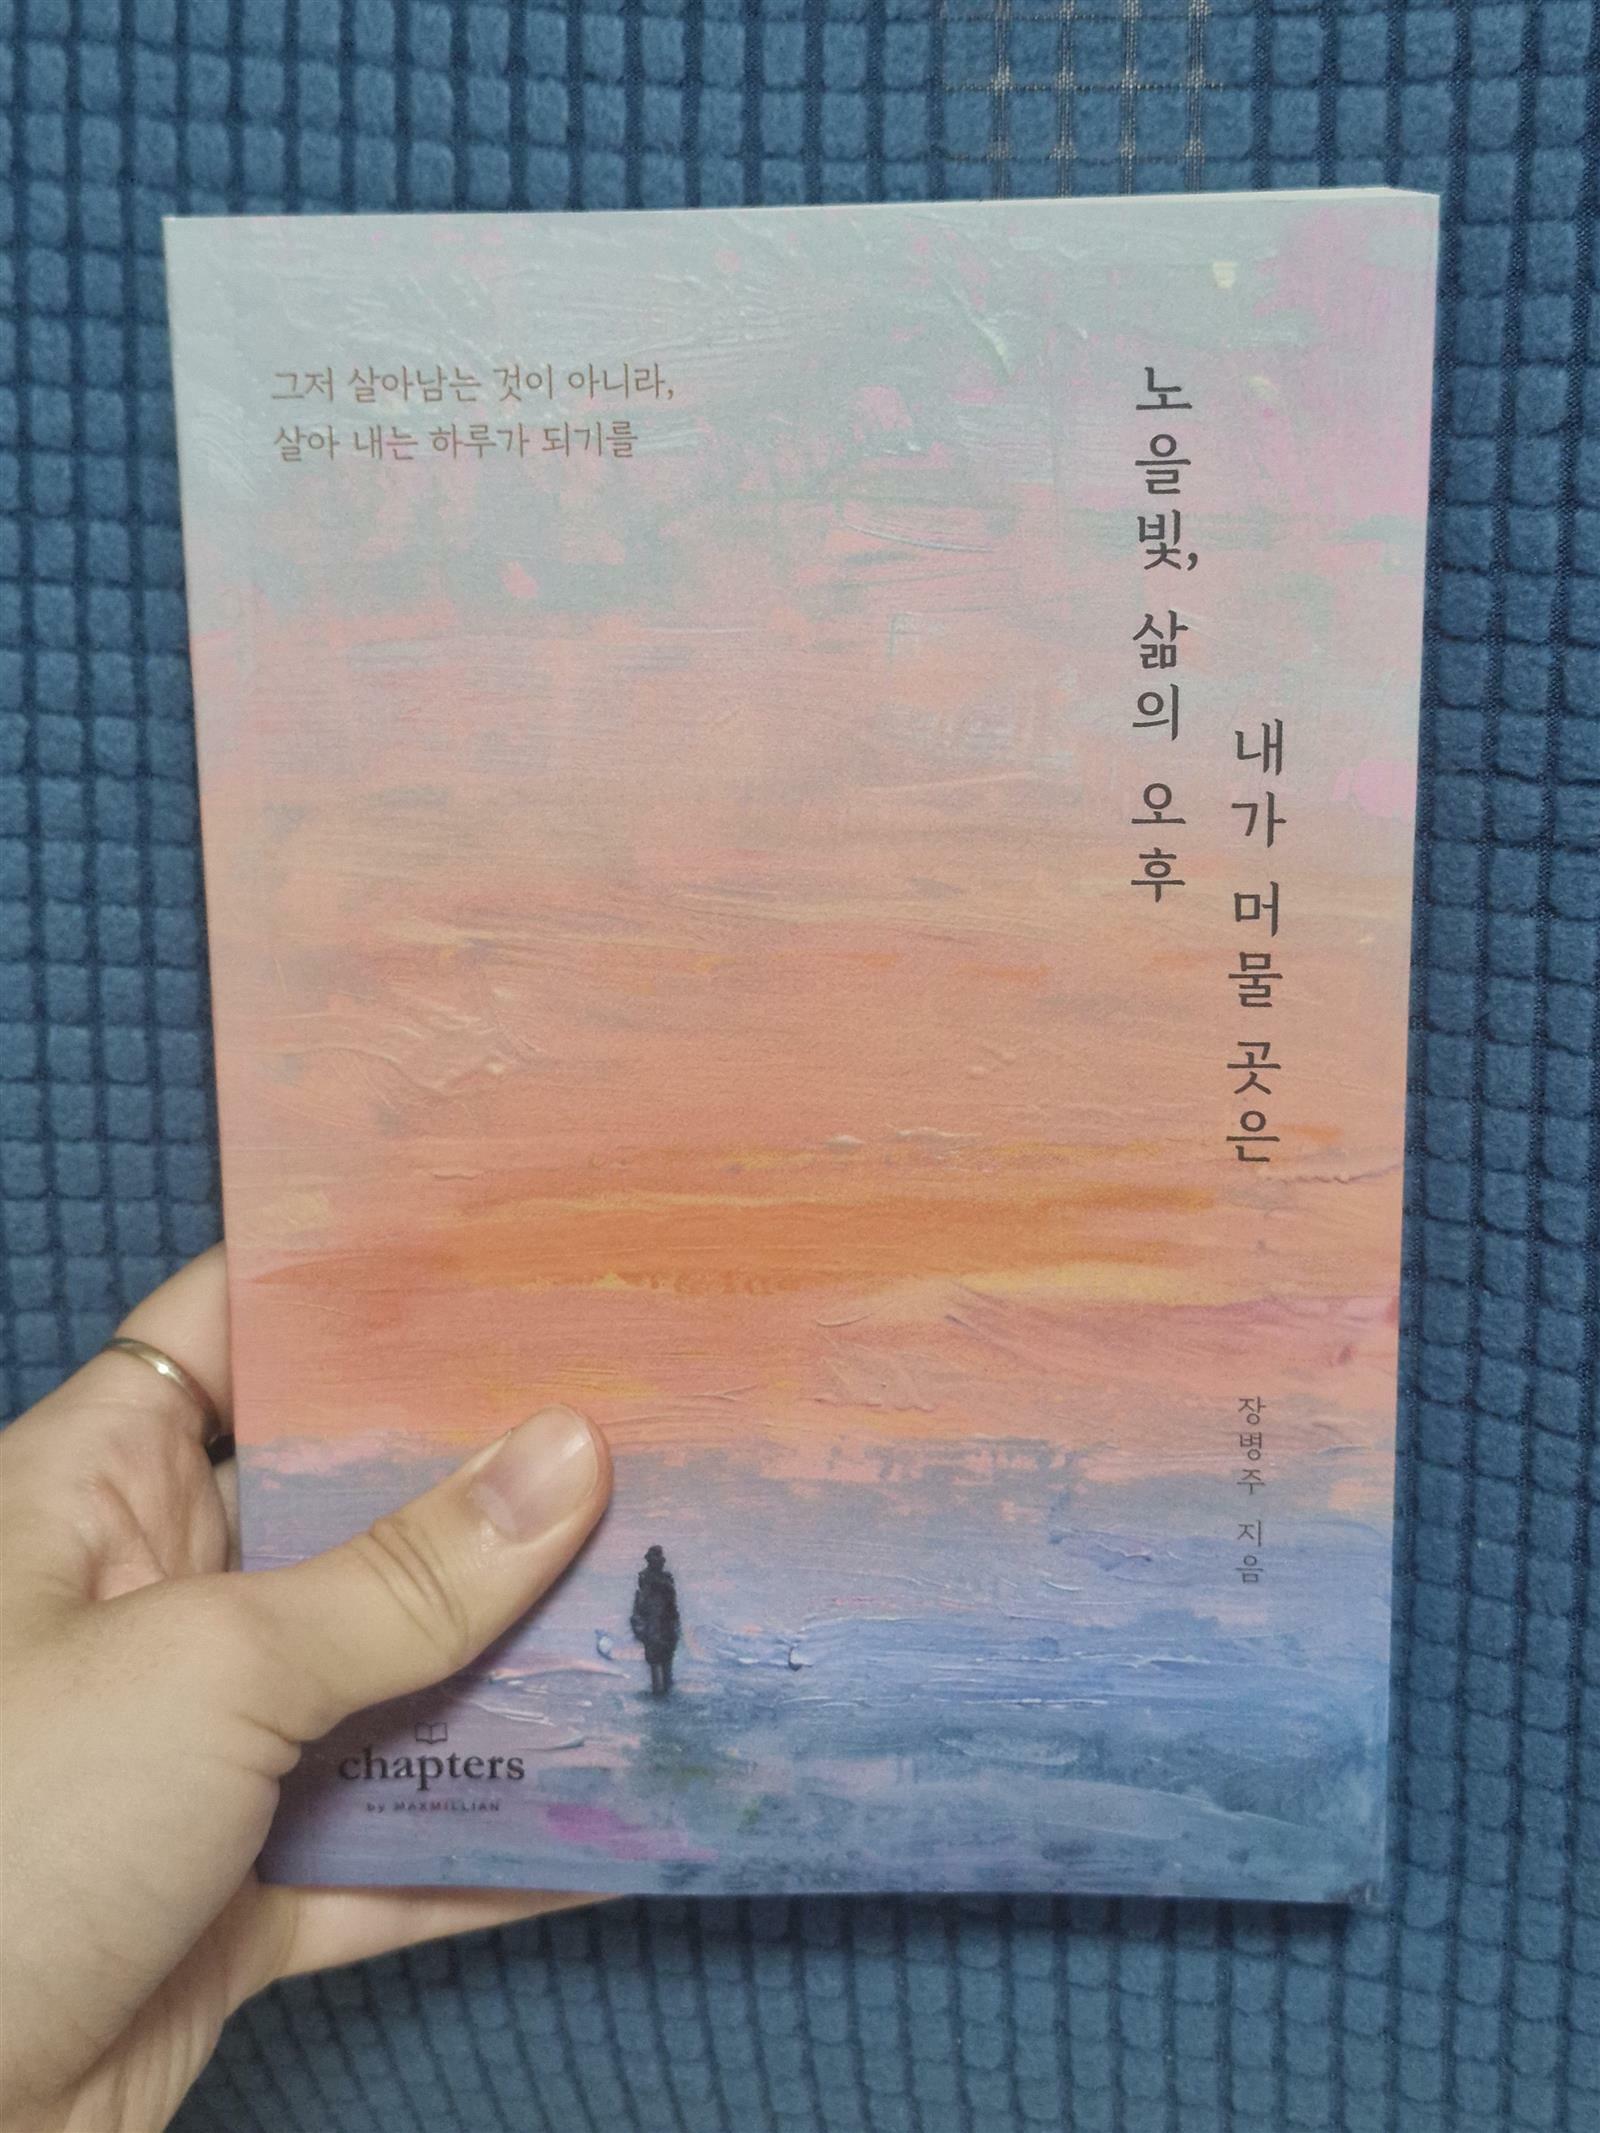 그저 살아남는 것이 아니라,
살아 내는 하루가 되기를
내가 머물 곳은
노을빛, 삶의 오후
장병주 지음
chapters
by MAXMILLIAN